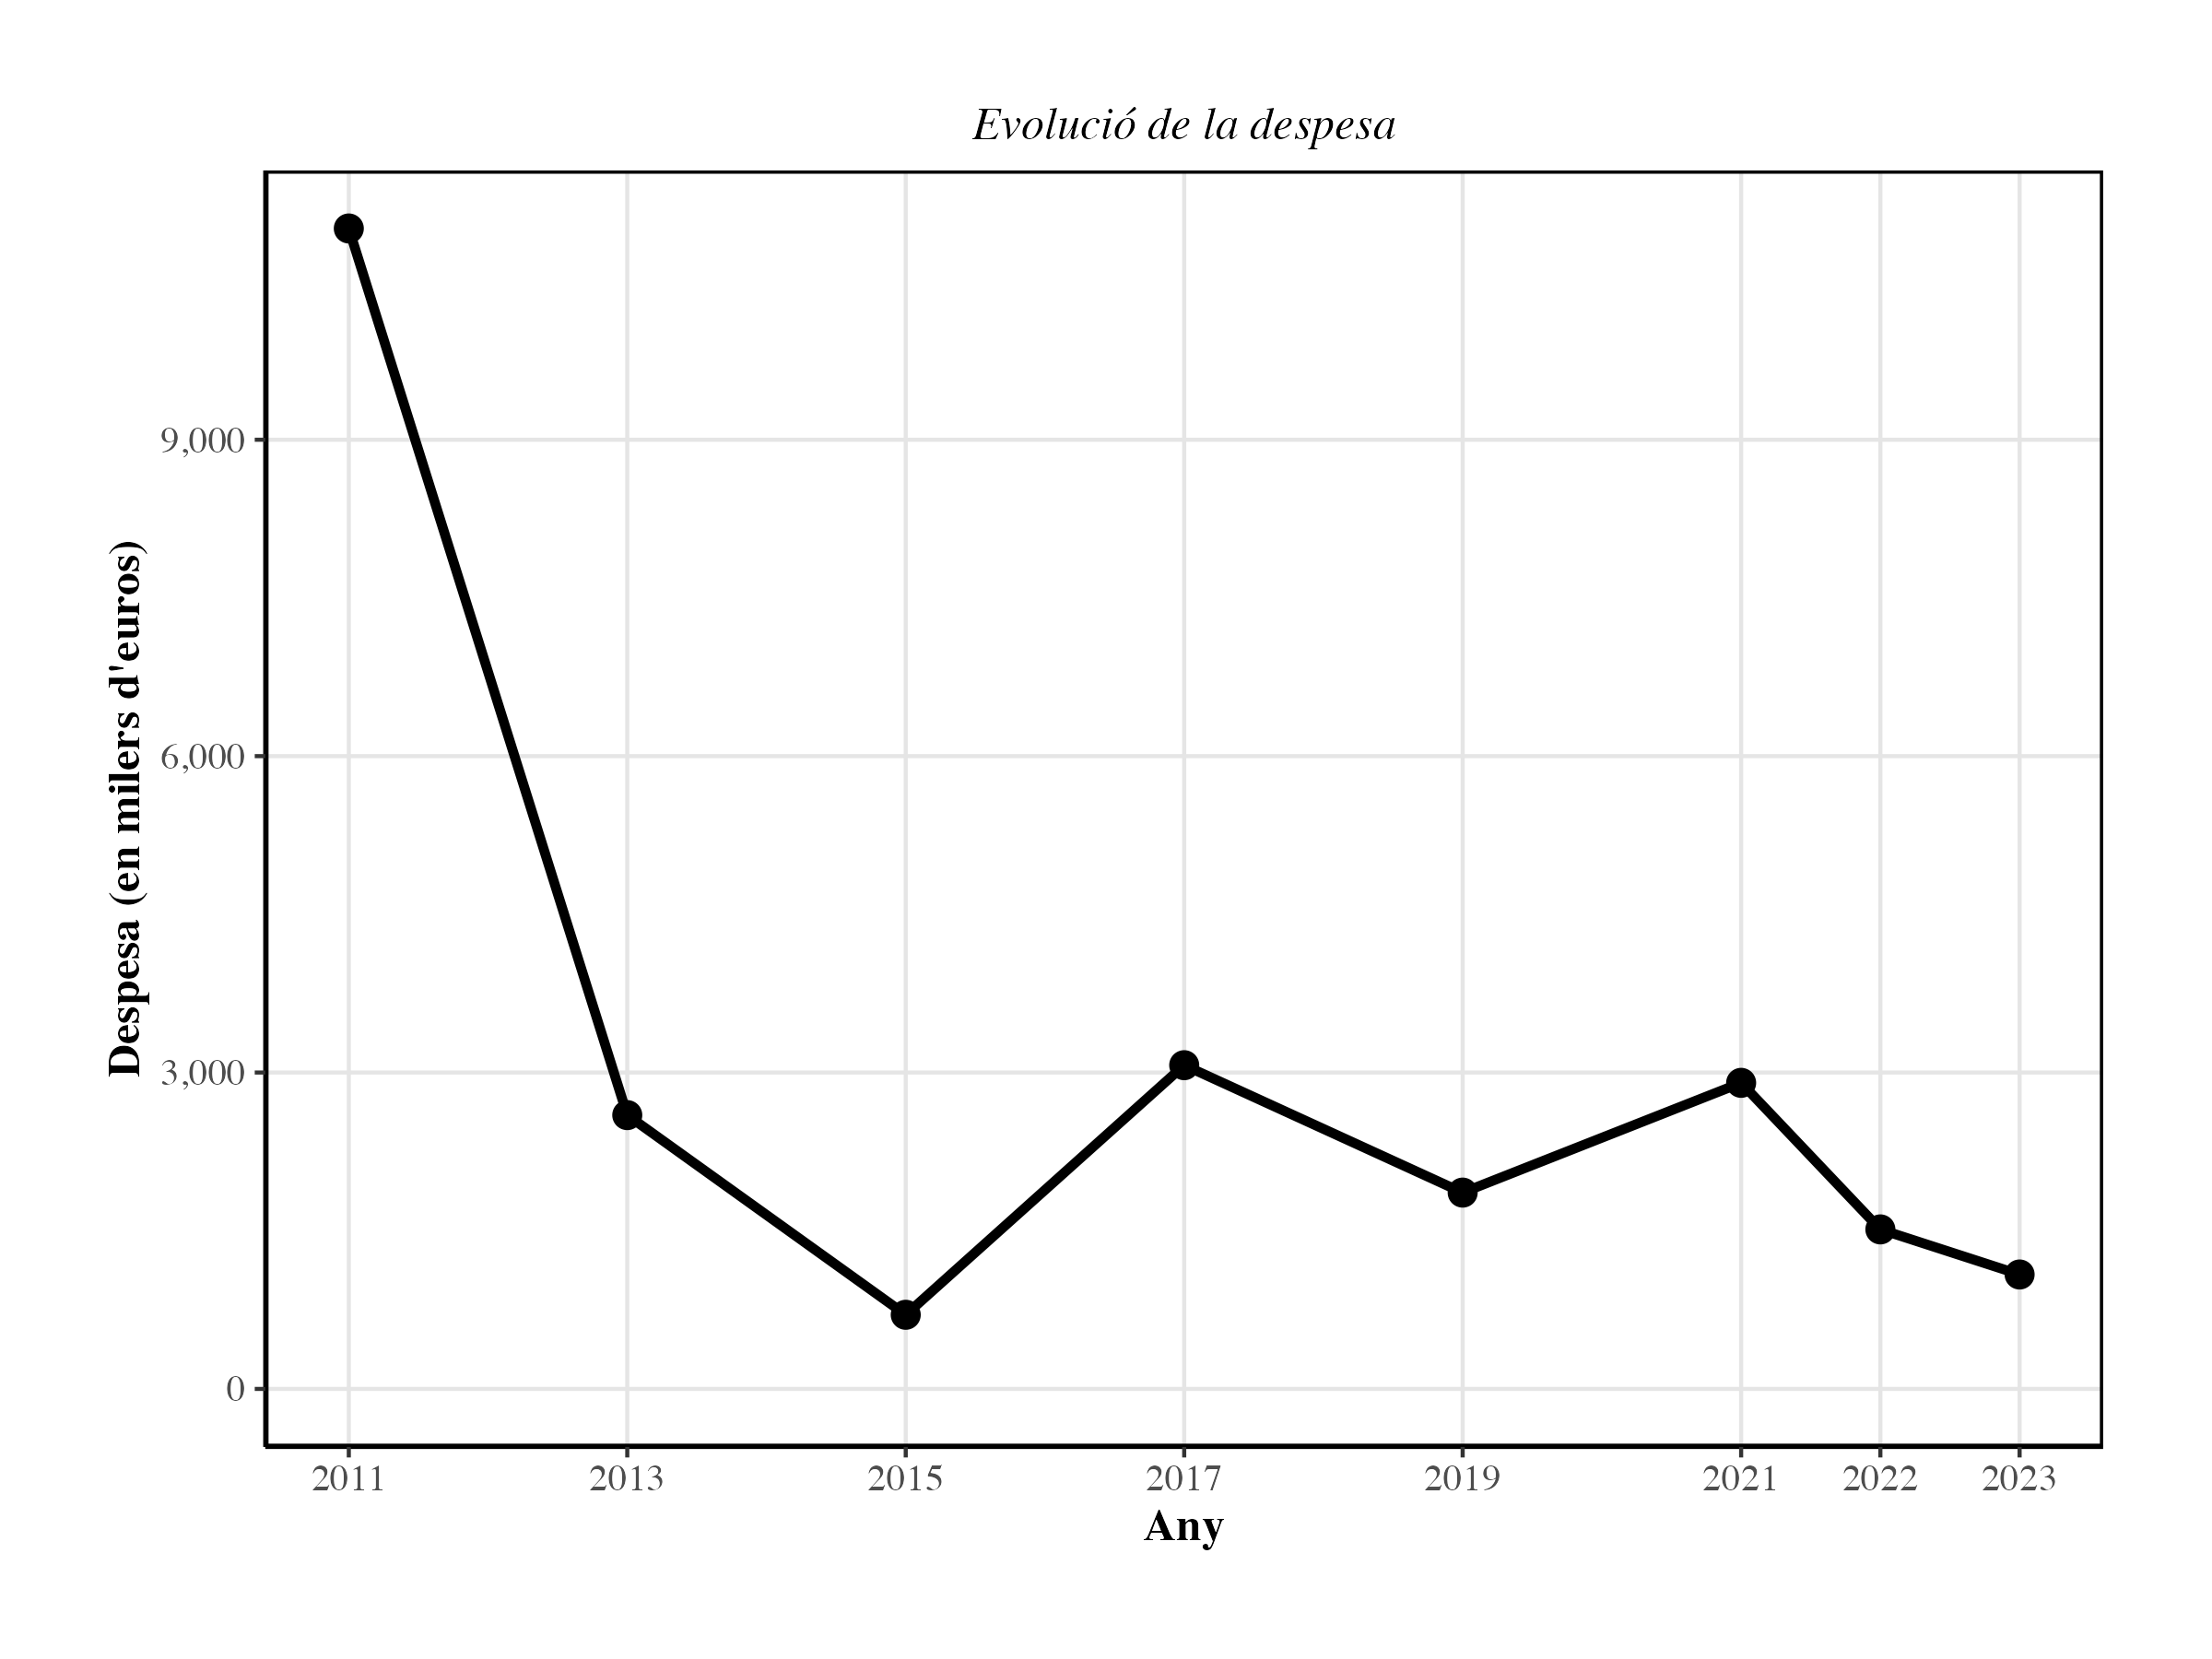 Evolució de la despesa
Despesa (en milers d'euros)
9,000
6,000
3,000
0
2011 2013 2015 2017 2019 2021 2022 2023
Any